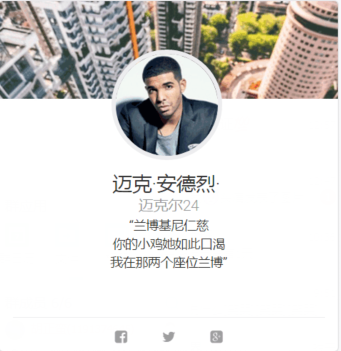 迈克·安德烈·
迈克尔24
“兰博基尼仁慈
你的小鸡她如此口渴
我在那两个座位兰博”